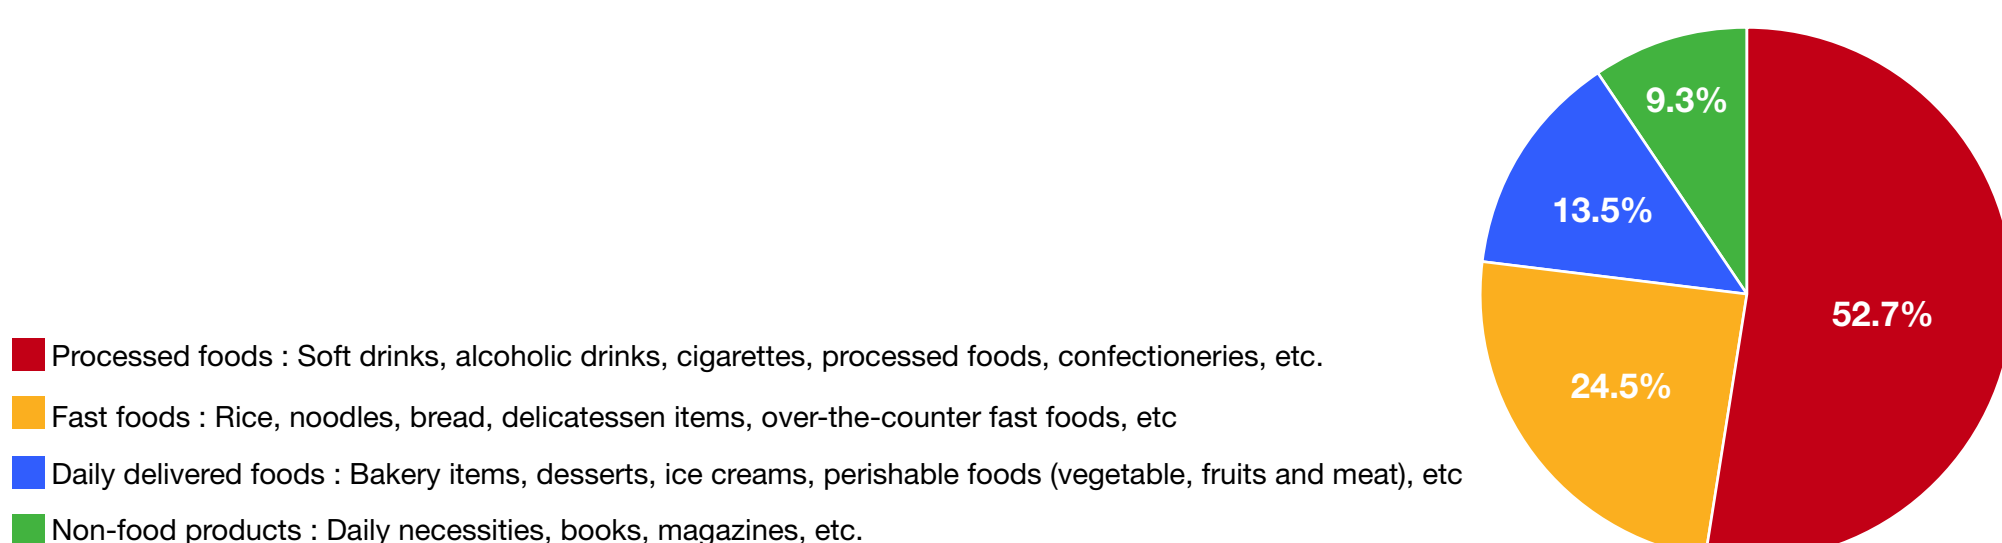 9.3%
13.5%
52.7%
24.5%
Processed foods : Soft drinks, alcoholic drinks, cigarettes, processed foods, confectioneries, etc.
Fast foods : Rice, noodles, bread, delicatessen items, over-the-counter fast foods, etc
Daily delivered foods : Bakery items, desserts, ice creams, perishable foods (vegetable, fruits and meat), etc
Non-food products : Daily necessities, books, magazines, etc.